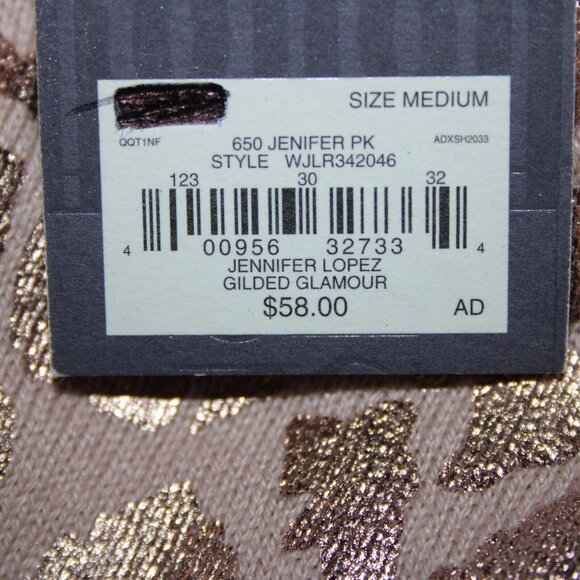 SIZE MEDIUM
QQT1NF 650 JENIFER PK ADXSH2033
STYLE WJLR342046
123 30 32
4 00956 32733 4
JENNIFER LOPEZ
GILDED GLAMOUR
$58.00 AD